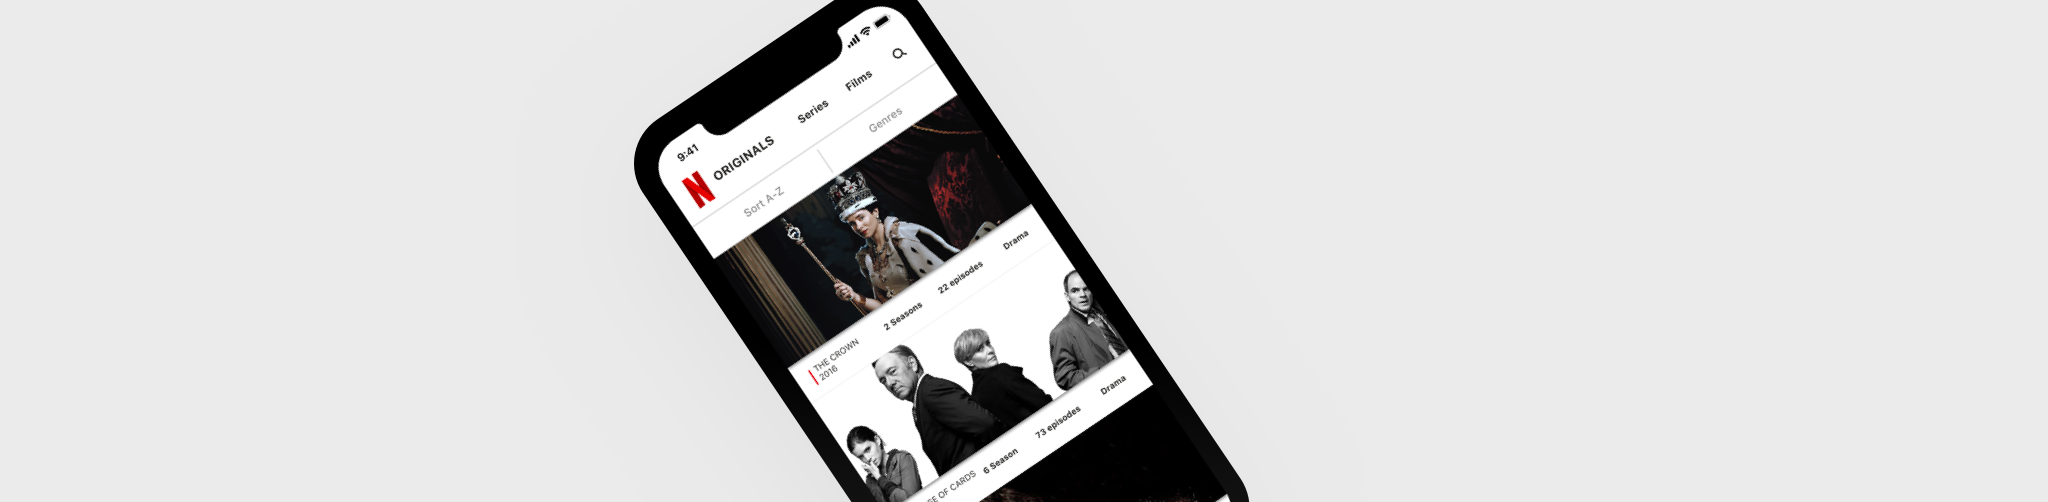 9:41
N ORIGINALS Series Films
Sort A-Z Genres
THE CROWN
2016
2 Seasons 22 episodes Drama
SE OF CARDS 6 Season 73 episodes Drama